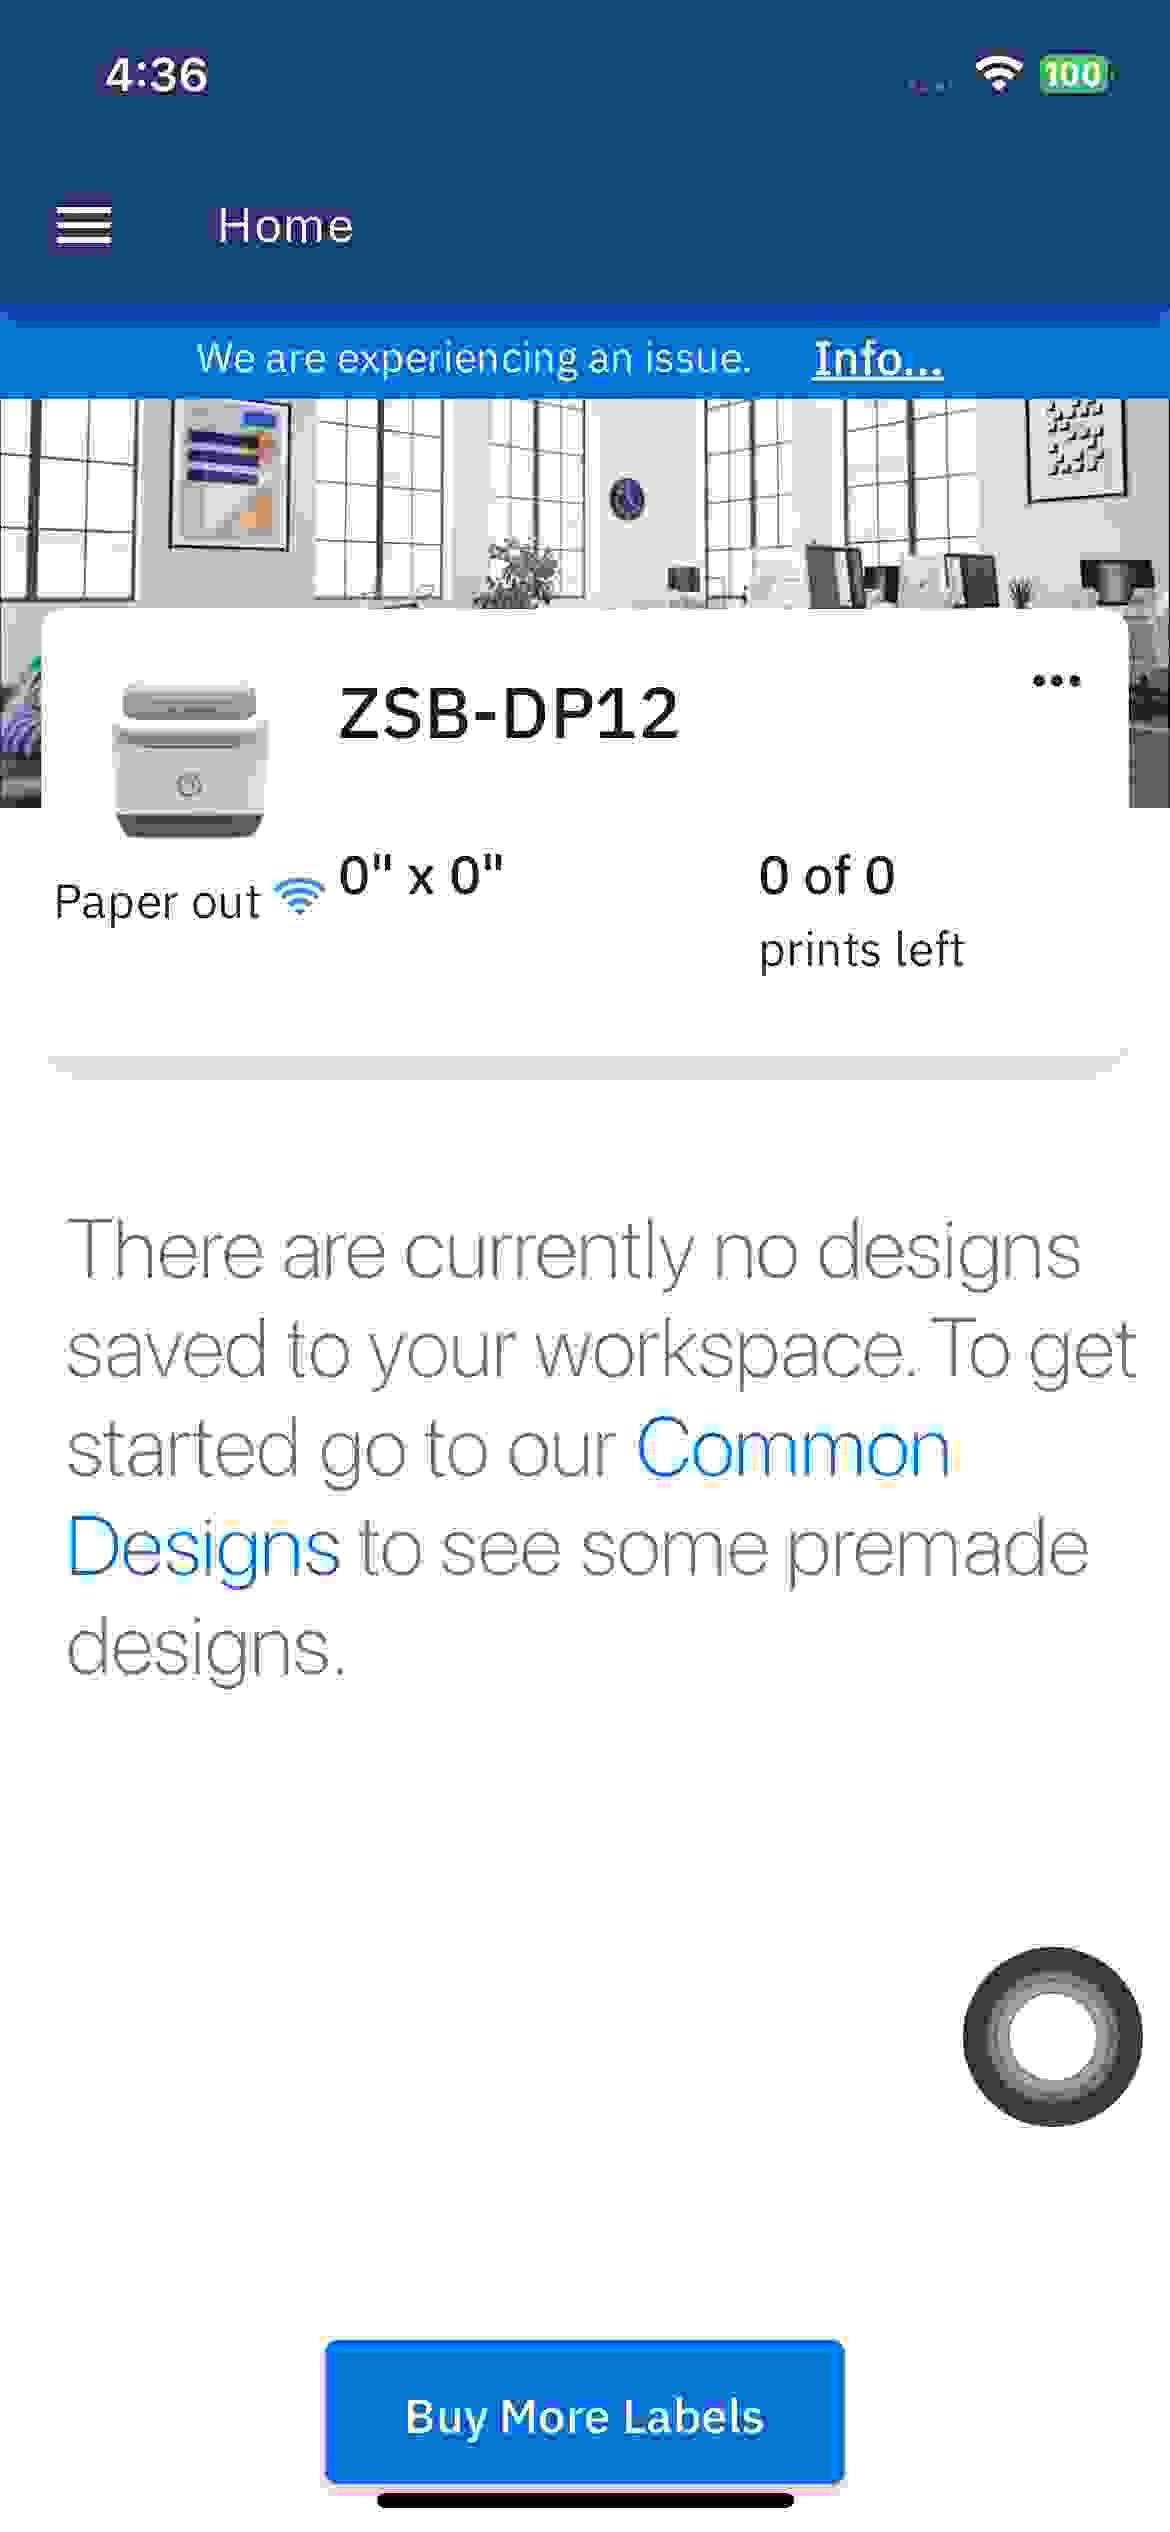 4:36
100
Home
We are experiencing an issue. Info...
ZSB-DP12
Paper out
0" x 0"
0 of 0
prints left
There are currently no designs
saved to your workspace. To get
started go to our Common
Designs to see some premade
designs.
Buy More Labels